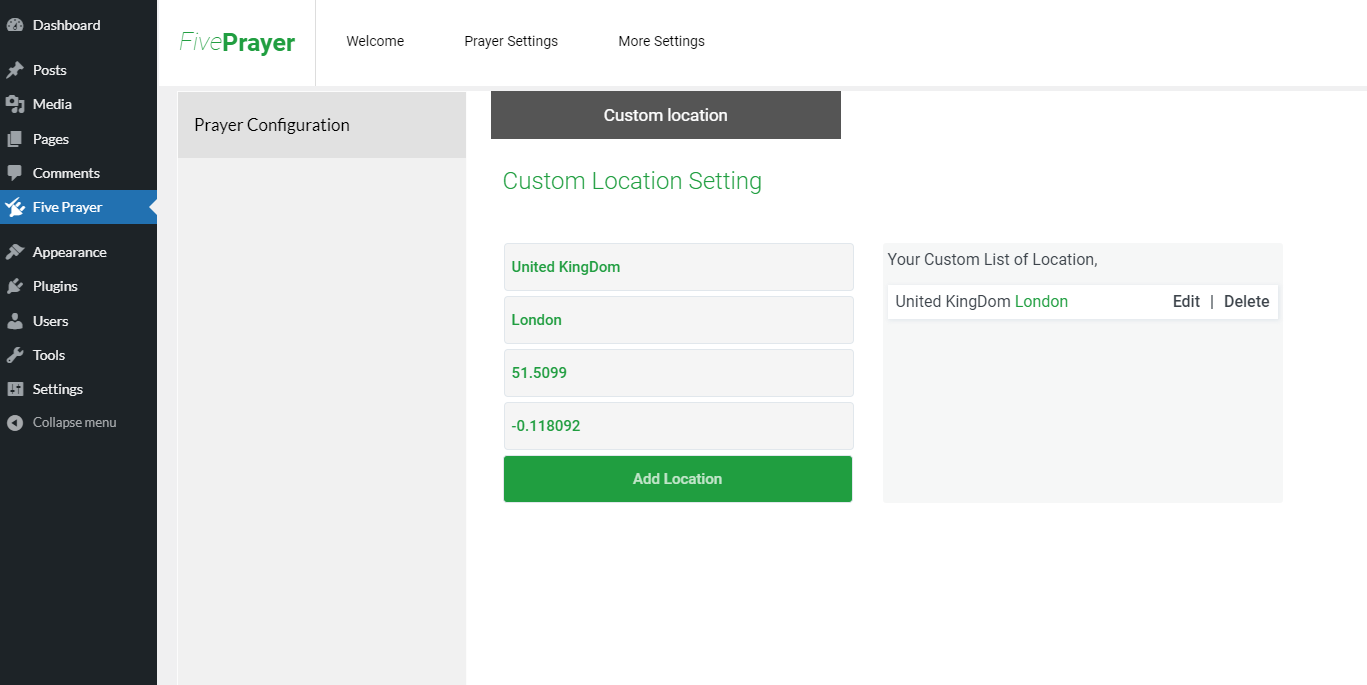 Dashboard
Posts
Media
Pages
Comments
Five Prayer
Appearance
Plugins
Users
Tools
Settings
Collapse menu
FivePrayer
Welcome
Prayer Settings
More Settings
Prayer Configuration
Custom location
Custom Location Setting
United KingDom
London
51.5099
-0.118092
Add Location
Your Custom List of Location,
United KingDom London
Edit | Delete